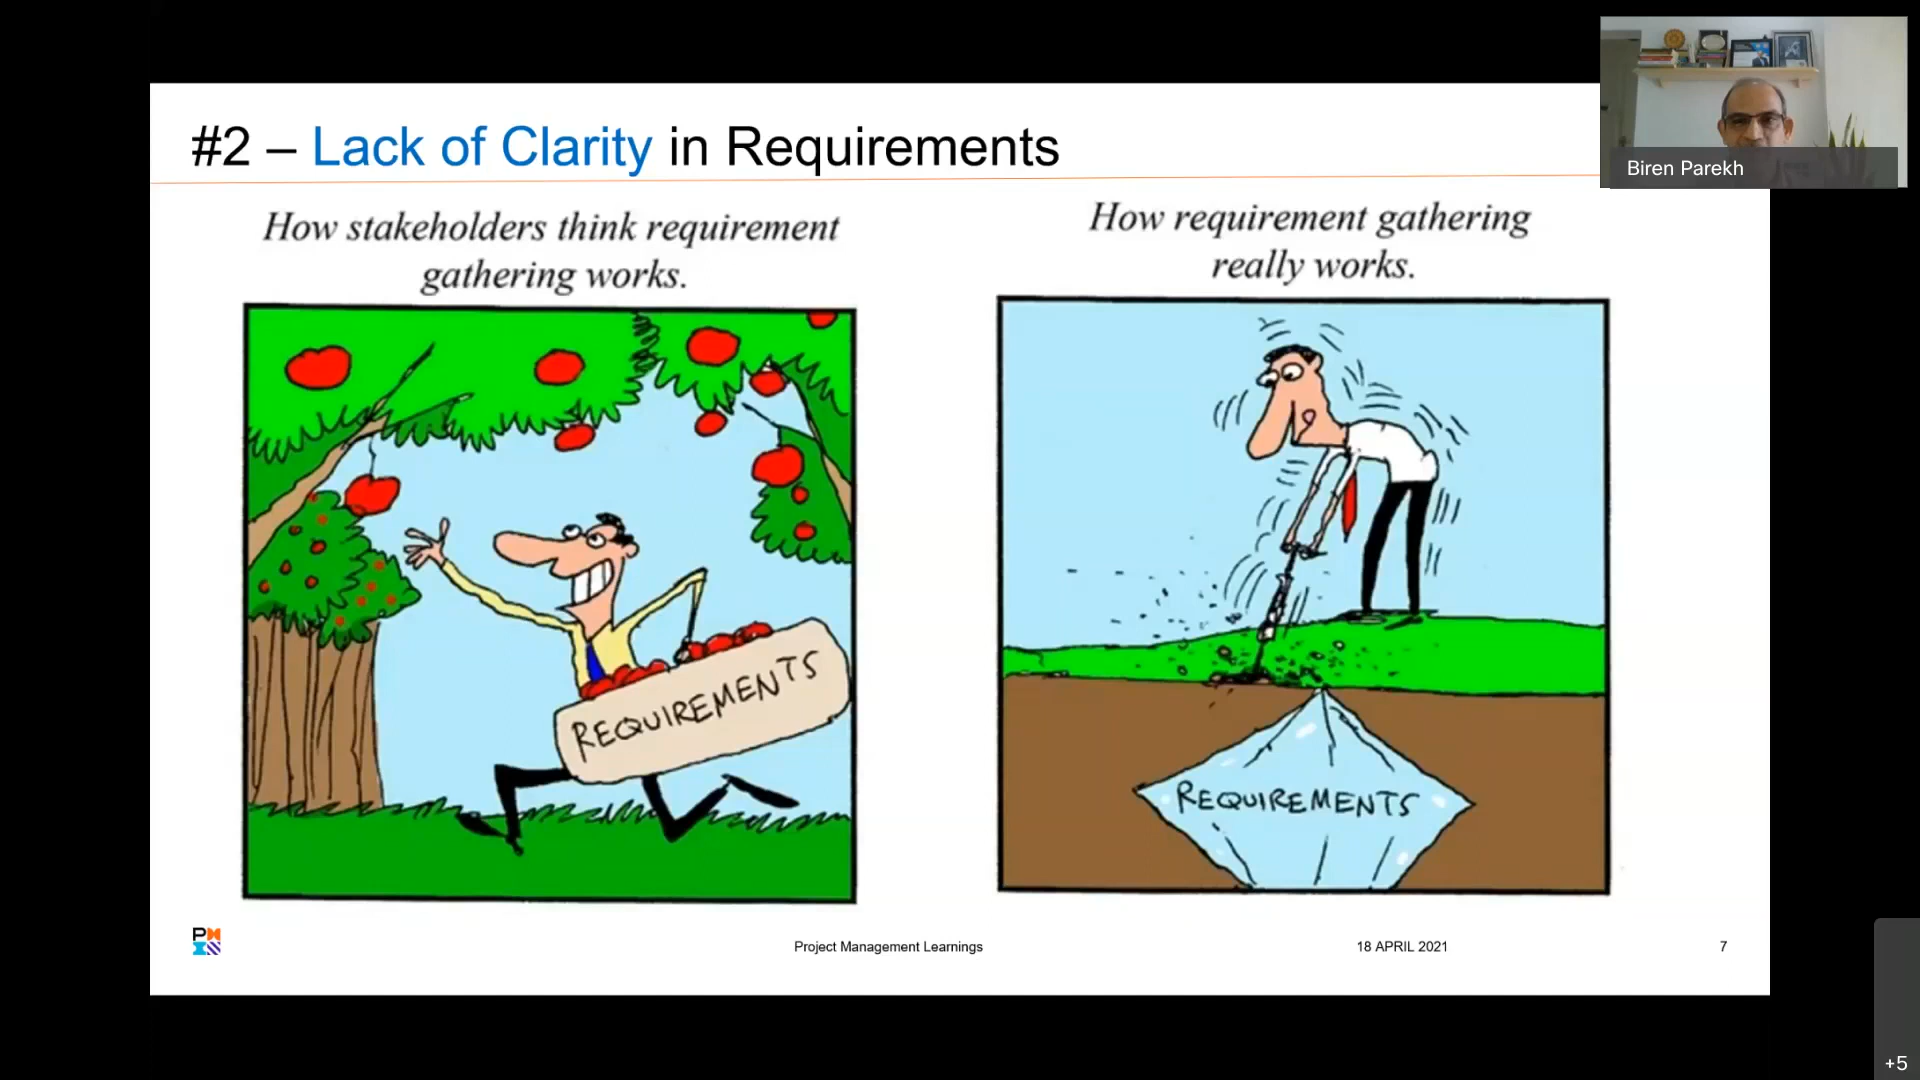 #2 – Lack of Clarity in Requirements
Biren Parekh
How stakeholders think requirement
gathering works.
How requirement gathering
really works.
REQUIREMENTS
REQUIREMENTS
Project Management Learnings
18 APRIL 2021
7
+5